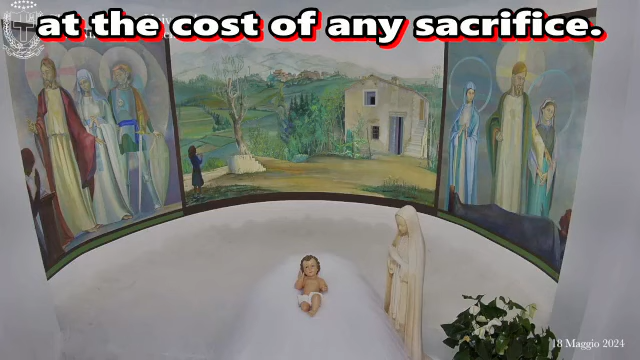 at the cost of any sacrifice.
18 Maggio 2024